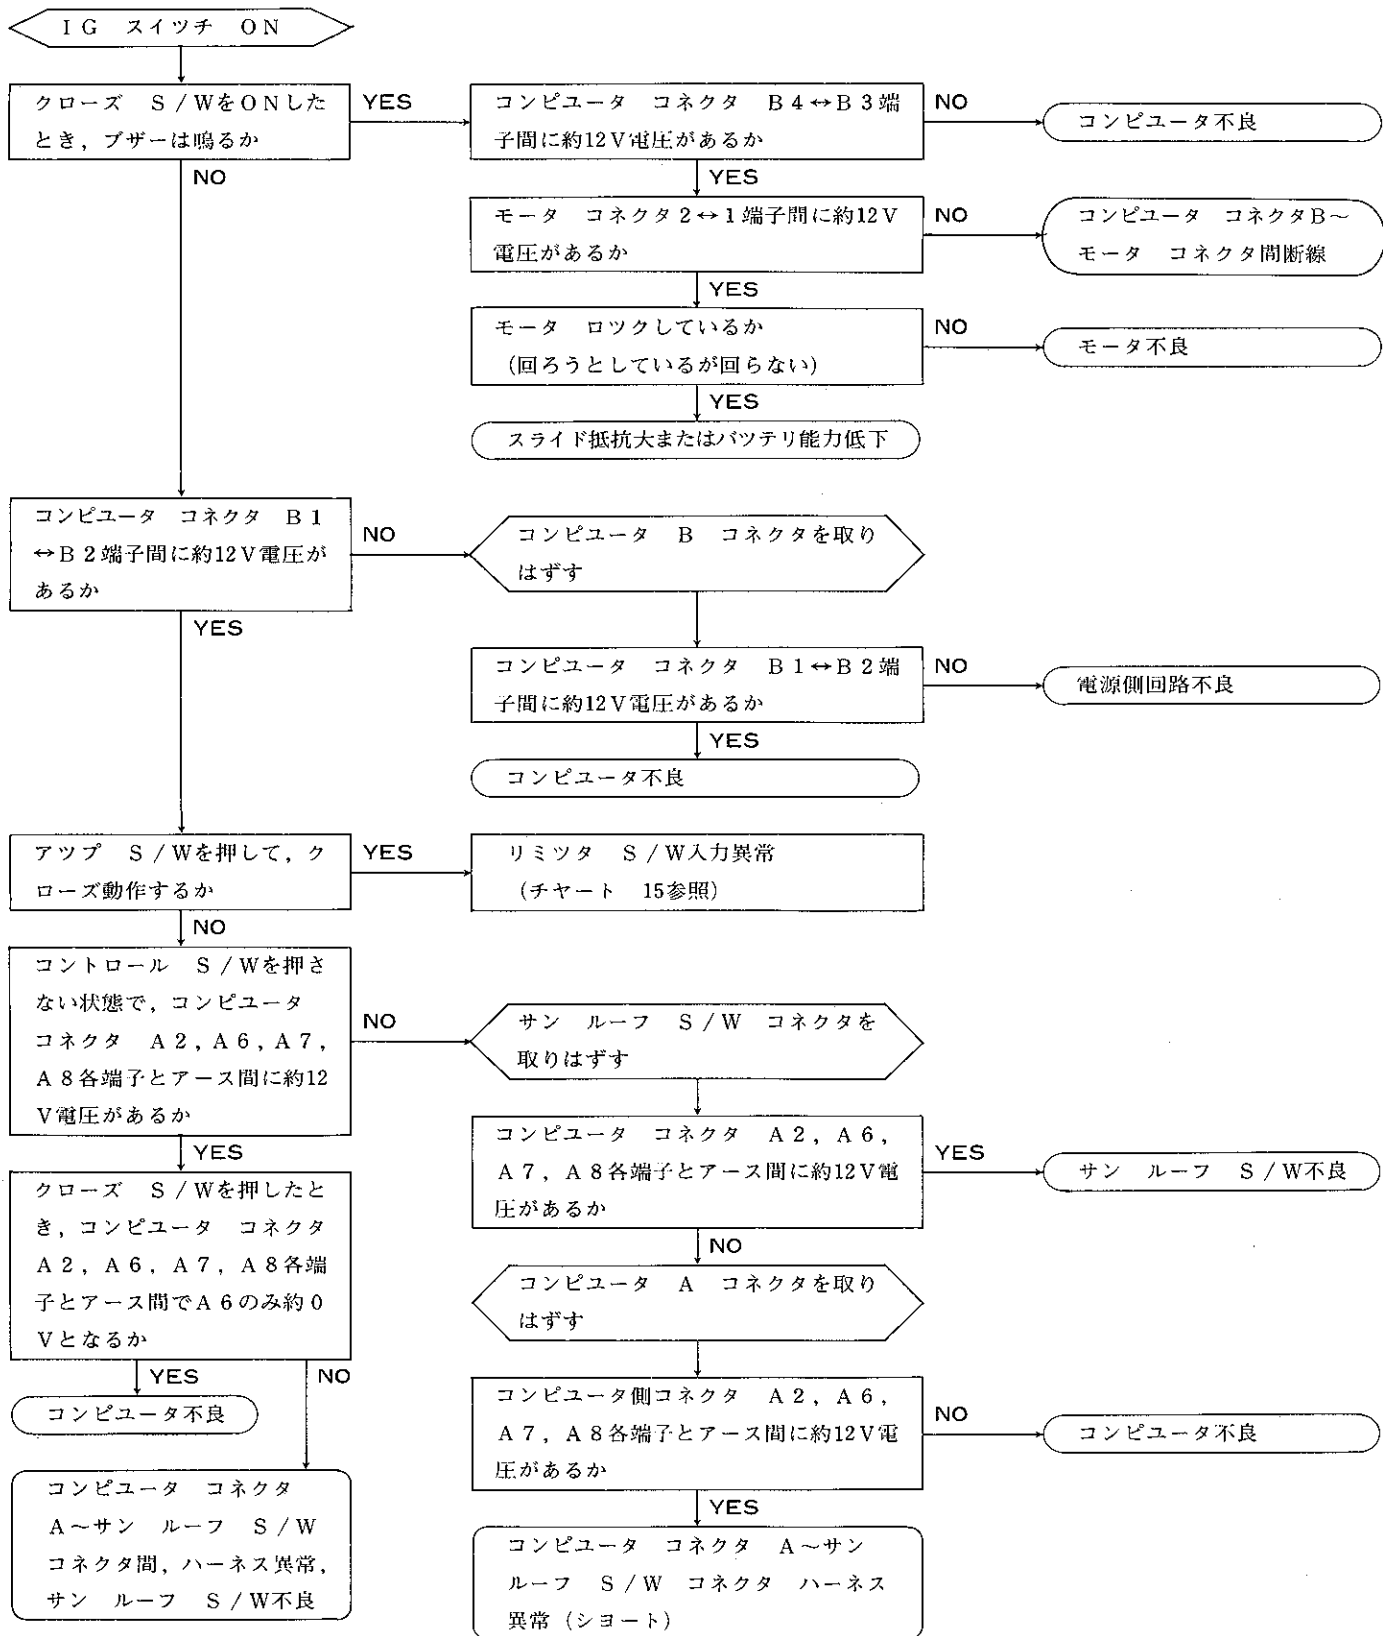 IG スイツチ ON
クローズ S/WをONした
とき,ブザーは鳴るか
YES
コンピユータ コネクタ B4↔B3端
子間に約12V電圧があるか
NO
コンピユータ不良
NO
YES
モータ コネクタ2↔1端子間に約12V
電圧があるか
NO
コンピユータ コネクタB～
モータ コネクタ間断線
YES
モータ ロツクしているか
(回ろうとしているが回らない)
NO
モータ不良
YES
スライド抵抗大またはバツテリ能力低下
コンピユータ コネクタ B1
↔B2端子間に約12V電圧が
あるか
NO
コンピユータ B コネクタを取り
はずす
YES
コンピユータ コネクタ B1↔B2端
子間に約12V電圧があるか
NO
電源側回路不良
YES
コンピユータ不良
アツプ S/Wを押して,ク
ローズ動作するか
YES
リミツタ S/W入力異常
(チヤート 15参照)
NO
コントロール S/Wを押さ
ない状態で,コンピユータ
コネクタ A2,A6,A7,
A8各端子とアース間に約12
V電圧があるか
NO
サン ルーフ S/W コネクタを
取りはずす
コンピユータ コネクタ A2,A6,
A7,A8各端子とアース間に約12V電
圧があるか
YES
サン ルーフ S/W不良
YES
クローズ S/Wを押したと
き,コンピユータ コネクタ
A2,A6,A7,A8各端
子とアース間でA6のみ約0
Vとなるか
NO
コンピユータ A コネクタを取り
はずす
YES
NO
コンピユータ不良
コンピユータ側コネクタ A2,A6,
A7,A8各端子とアース間に約12V電
圧があるか
NO
コンピユータ不良
コンピユータ コネクタ
A～サン ルーフ S/W
コネクタ間,ハーネス異常,
サン ルーフ S/W不良
YES
コンピユータ コネクタ A～サン
ルーフ S/W コネクタ ハーネス
異常(シヨート)